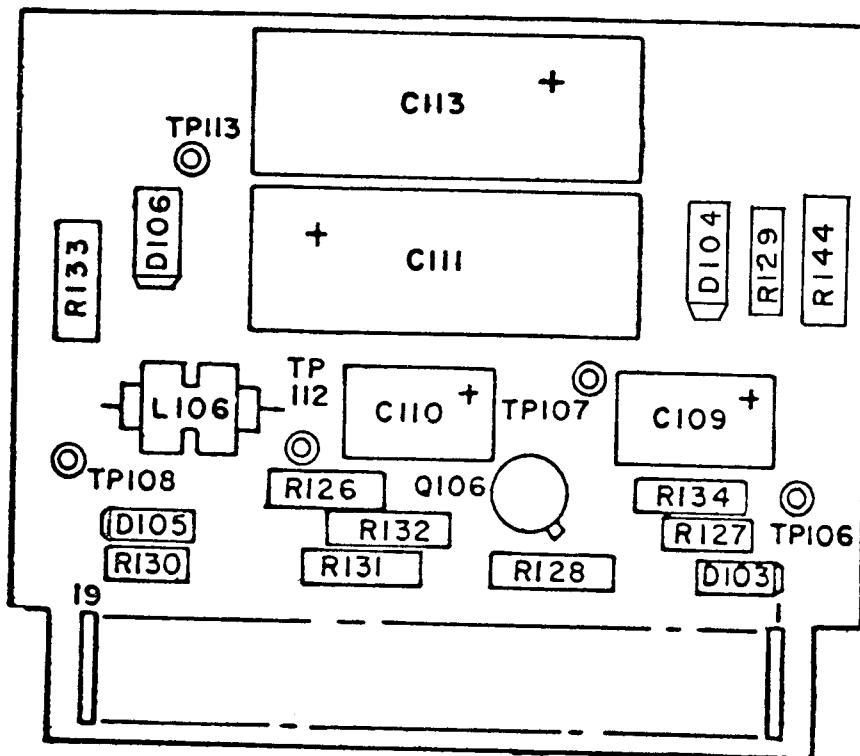 C113
+
TP113
D106
R133
+
C111
D104
R129
R144
TP
112
L106
C110
+
TP107
C109
+
TP108
R126
Q106
R134
TP106
D105
R132
R127
R130
R131
R128
D103
19
1